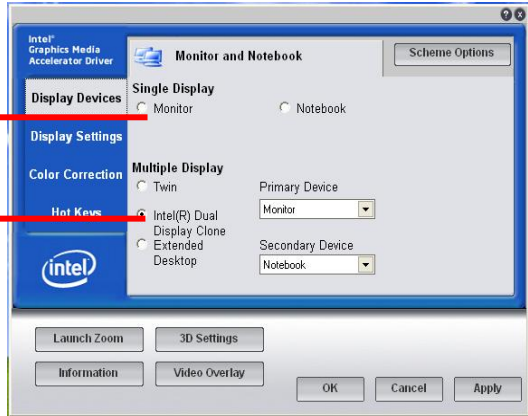 Intel®
Graphics Media
Accelerator Driver
Monitor and Notebook
Scheme Options
Display Devices
Display Settings
Color Correction
Hot Keys
intel
Single Display
Monitor
Notebook
Multiple Display
Twin
Intel(R) Dual
Display Clone
Extended
Desktop
Primary Device
Monitor
Secondary Device
Notebook
Launch Zoom
3D Settings
Information
Video Overlay
OK
Cancel
Apply